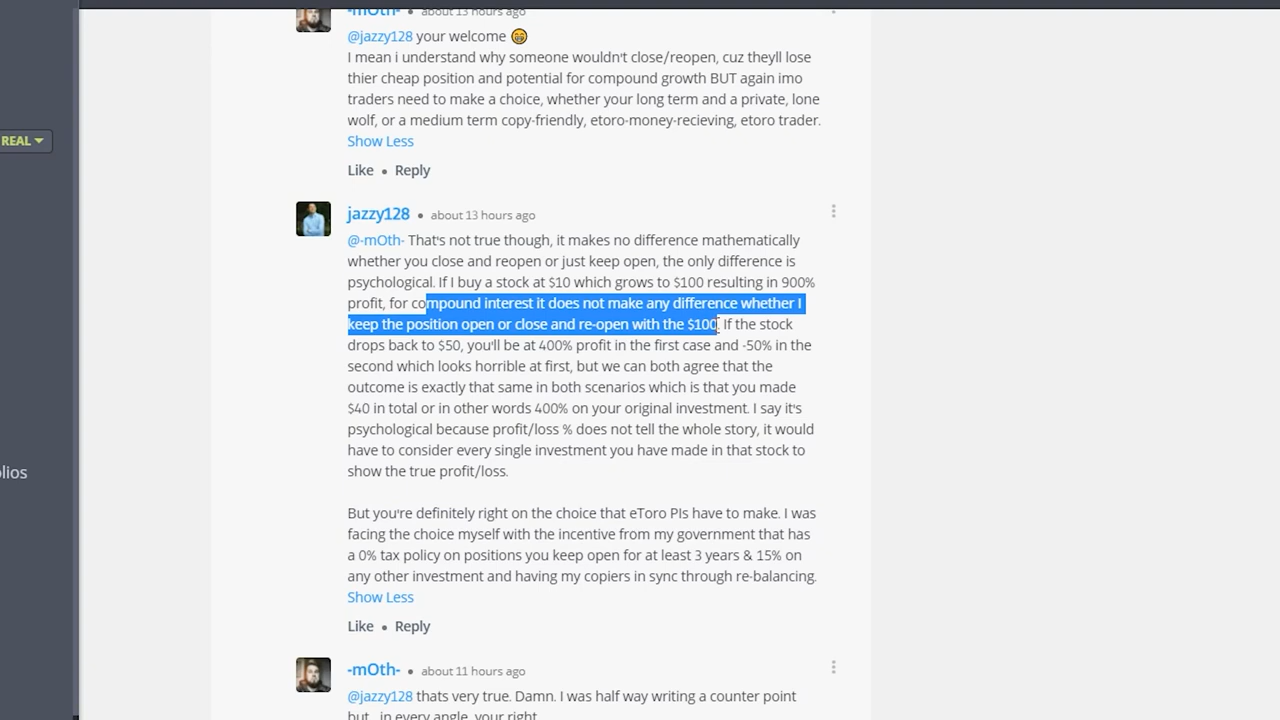 -mOth- • about 13 hours ago
@jazzy128 your welcome 😁
I mean i understand why someone wouldn't close/reopen, cuz theyll lose
thier cheap position and potential for compound growth BUT again imo
traders need to make a choice, whether your long term and a private, lone
wolf, or a medium term copy-friendly, etoro-money-recieving, etoro trader.
Show Less
REAL
Like • Reply
jazzy128 • about 13 hours ago
@-mOth- That's not true though, it makes no difference mathematically
whether you close and reopen or just keep open, the only difference is
psychological. If I buy a stock at $10 which grows to $100 resulting in 900%
profit, for compound interest it does not make any difference whether I
keep the position open or close and re-open with the $100. If the stock
drops back to $50, you'll be at 400% profit in the first case and -50% in the
second which looks horrible at first, but we can both agree that the
outcome is exactly that same in both scenarios which is that you made
$40 in total or in other words 400% on your original investment. I say it's
psychological because profit/loss % does not tell the whole story, it would
have to consider every single investment you have made in that stock to
show the true profit/loss.
olios
But you're definitely right on the choice that eToro PIs have to make. I was
facing the choice myself with the incentive from my government that has
a 0% tax policy on positions you keep open for at least 3 years & 15% on
any other investment and having my copiers in sync through re-balancing.
Show Less
Like • Reply
-mOth- • about 11 hours ago
@jazzy128 thats very true. Damn. I was half way writing a counter point
but.. in every angle, your right